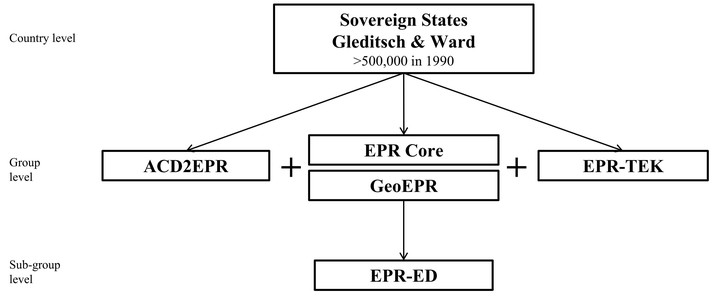 Country level
Sovereign States
Gleditsch & Ward
>500,000 in 1990
Group
level
ACD2EPR
+
EPR Core
GeoEPR
+
EPR-TEK
Sub-group
level
EPR-ED